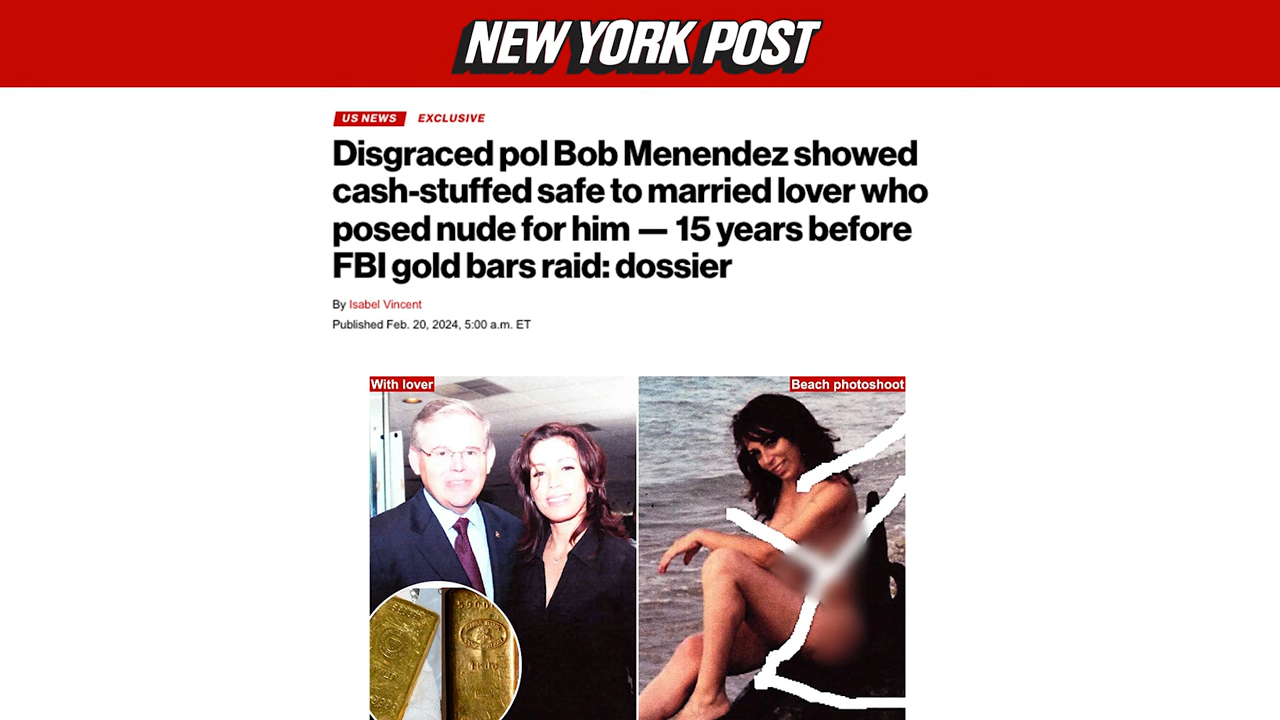 NEW YORK POST
US NEWS EXCLUSIVE
Disgraced pol Bob Menendez showed
cash-stuffed safe to married lover who
posed nude for him — 15 years before
FBI gold bars raid: dossier
By Isabel Vincent
Published Feb. 20, 2024, 5:00 a.m. ET
With lover
Beach photoshoot